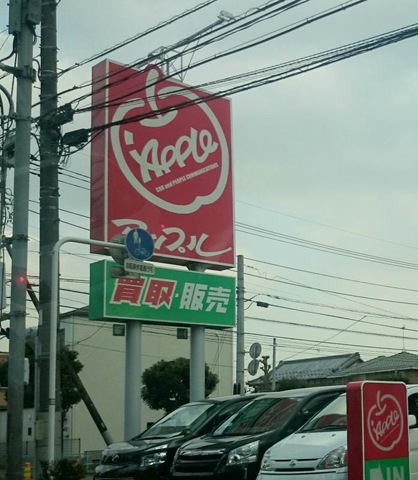 Apple
CAR and PEOPLE COMMUNICATIONS
アップル
買取・販売
Apple
IN